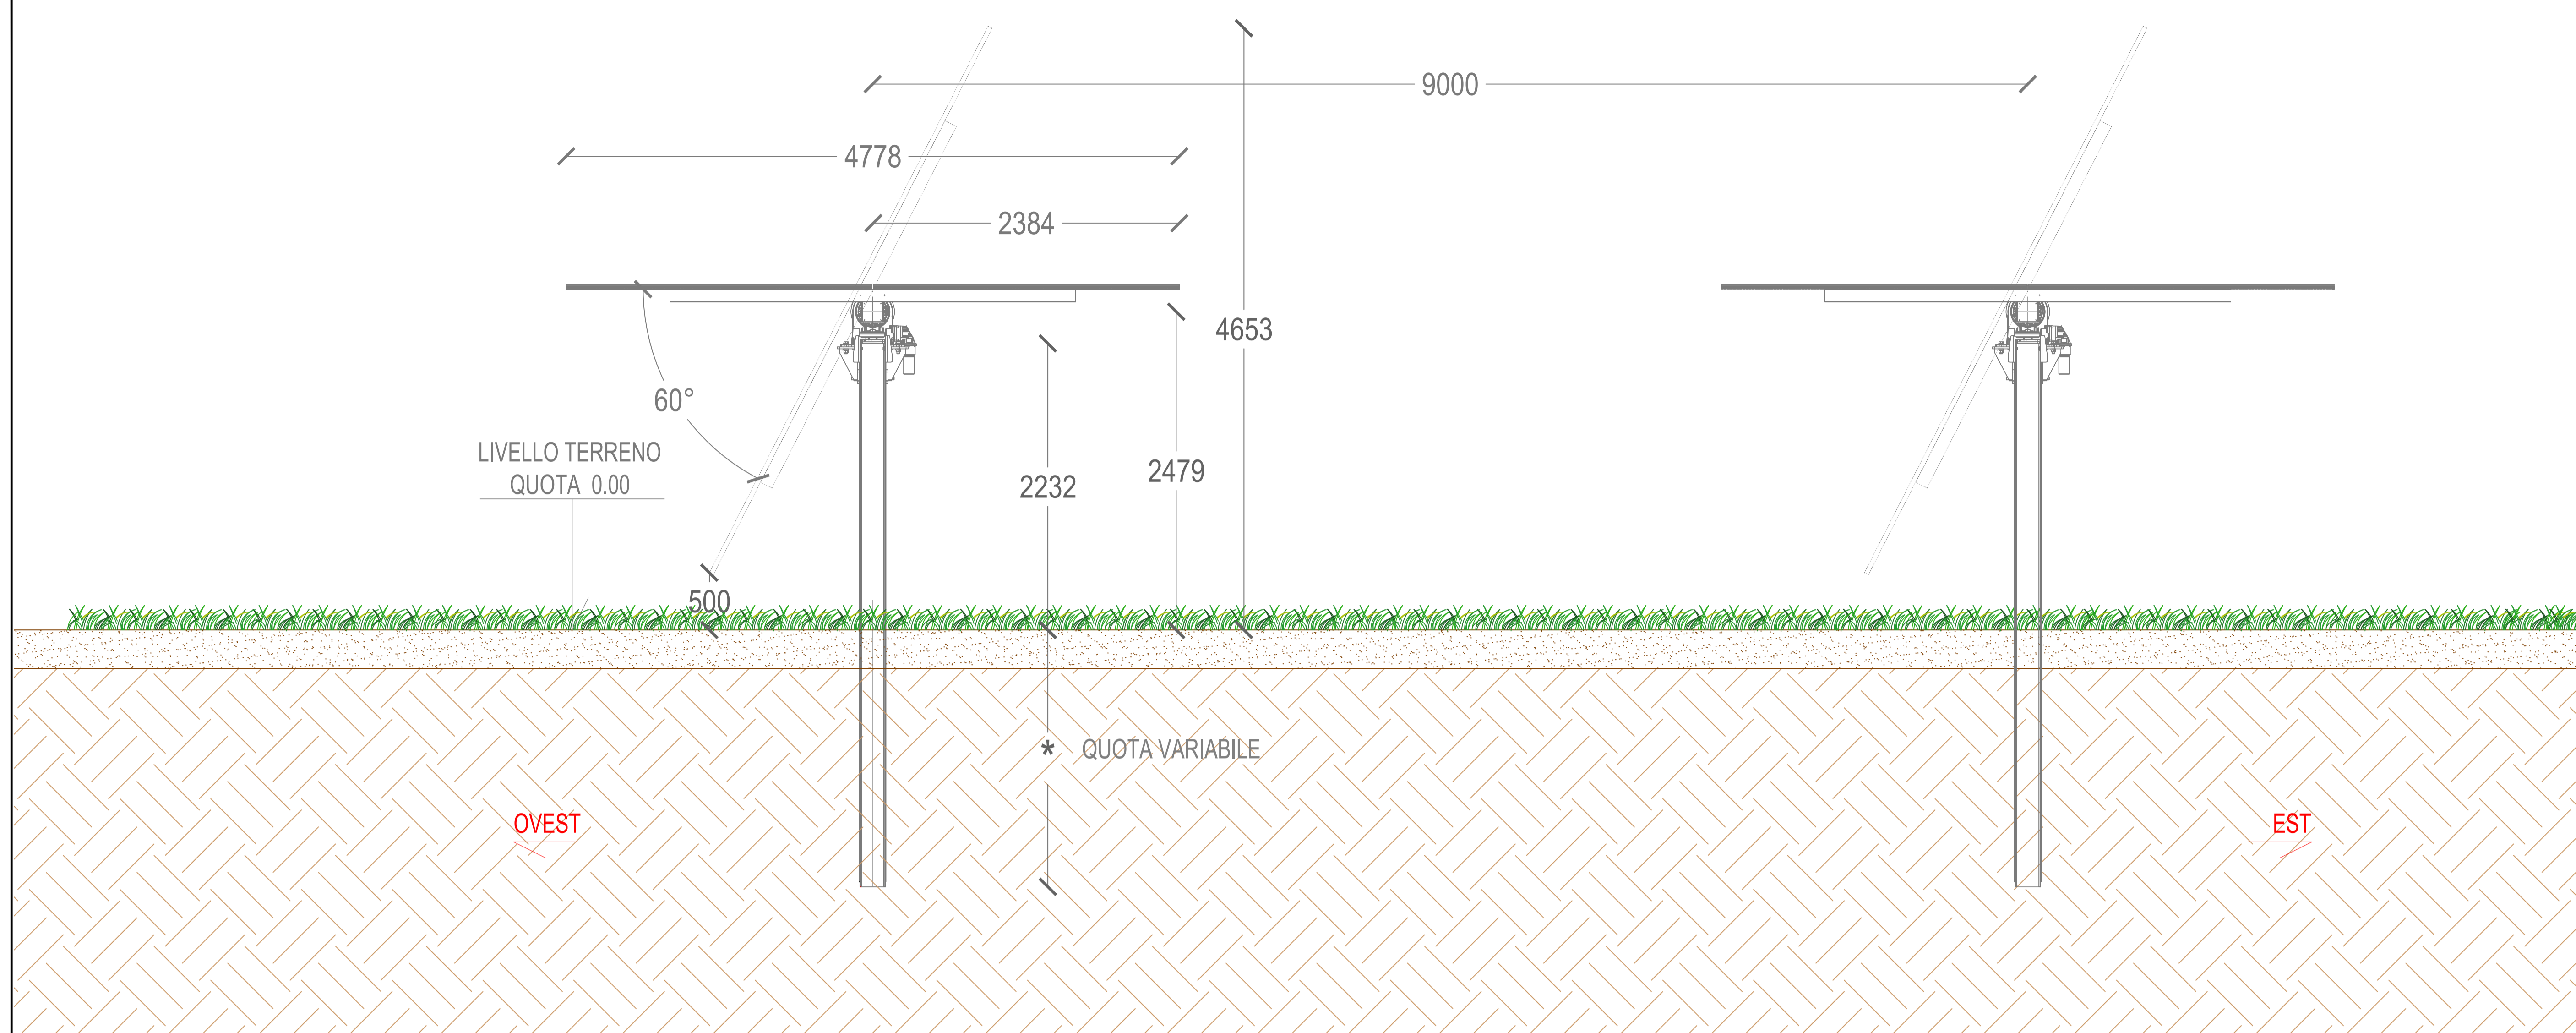 9000
4778
2384
4653
60°
LIVELLO TERRENO
QUOTA 0.00
2479
2232
500
* QUOTA VARIABILE
OVEST
EST